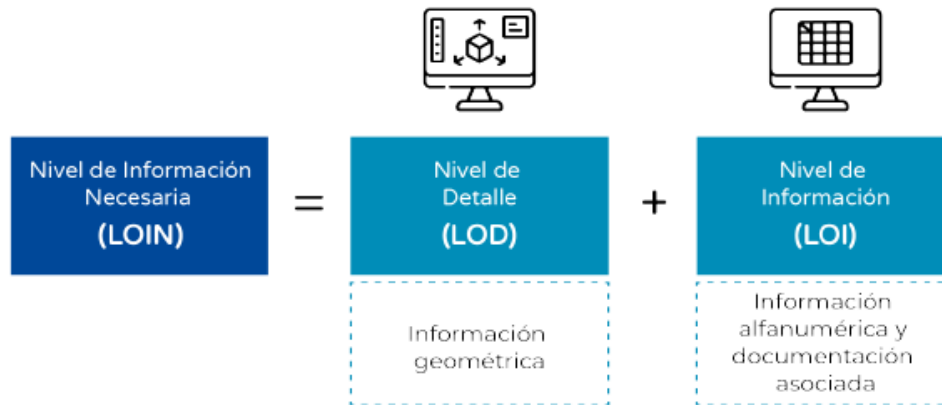 Nivel de Información
Necesaria
(LOIN)
=
Nivel de
Detalle
(LOD)
+
Nivel de
Información
(LOI)
Información
geométrica
Información
alfanumérica y
documentación
asociada